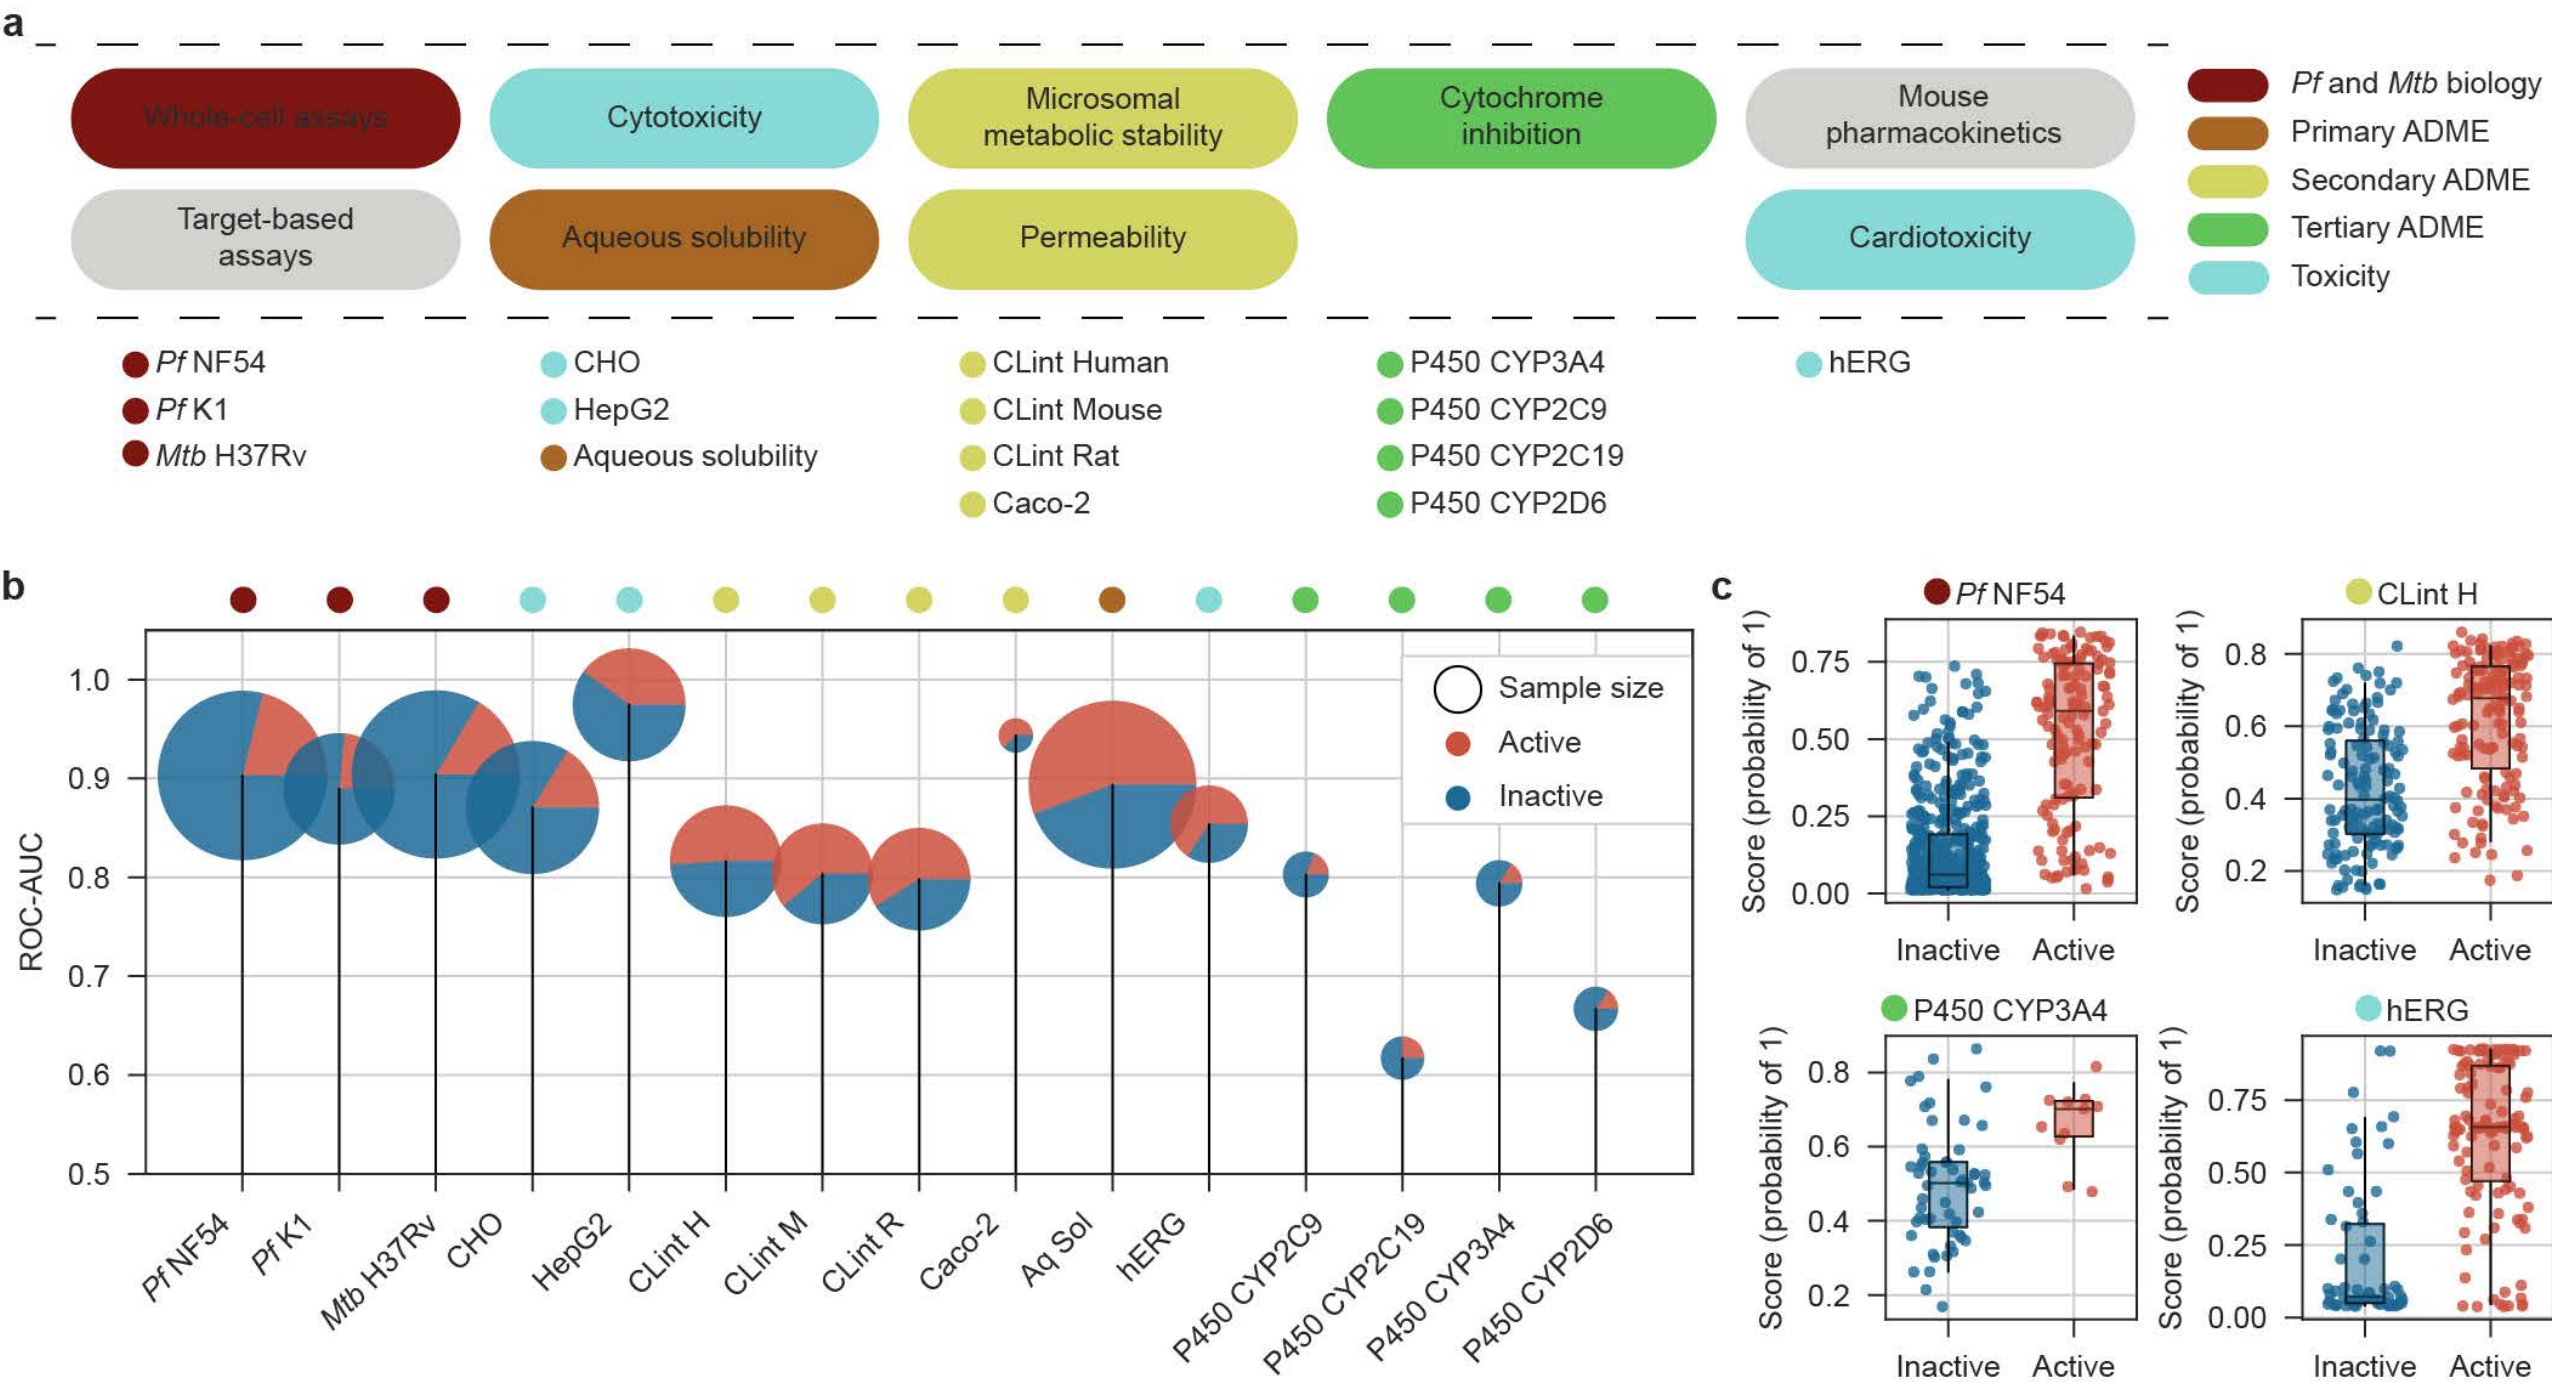 a
Whole-cell assays
Cytotoxicity
Microsomal
metabolic stability
Cytochrome
inhibition
Mouse
pharmacokinetics
Target-based
assays
Aqueous solubility
Permeability
Cardiotoxicity
Pf and Mtb biology
Primary ADME
Secondary ADME
Tertiary ADME
Toxicity
Pf NF54
Pf K1
Mtb H37Rv
CHO
HepG2
Aqueous solubility
CLint Human
CLint Mouse
CLint Rat
Caco-2
P450 CYP3A4
P450 CYP2C9
P450 CYP2C19
P450 CYP2D6
hERG
b
ROC-AUC
1.0
0.9
0.8
0.7
0.6
0.5
Sample size
Active
Inactive
Pf NF54
Pf K1
Mtb H37Rv
CHO
HepG2
CLint H
CLint M
CLint R
Caco-2
Aq Sol
hERG
P450 CYP2C9
P450 CYP2C19
P450 CYP3A4
P450 CYP2D6
c
Pf NF54
Score (probability of 1)
0.75
0.50
0.25
0.00
Inactive
Active
CLint H
Score (probability of 1)
0.8
0.6
0.4
0.2
Inactive
Active
P450 CYP3A4
Score (probability of 1)
0.8
0.6
0.4
0.2
Inactive
Active
hERG
Score (probability of 1)
0.75
0.50
0.25
0.00
Inactive
Active